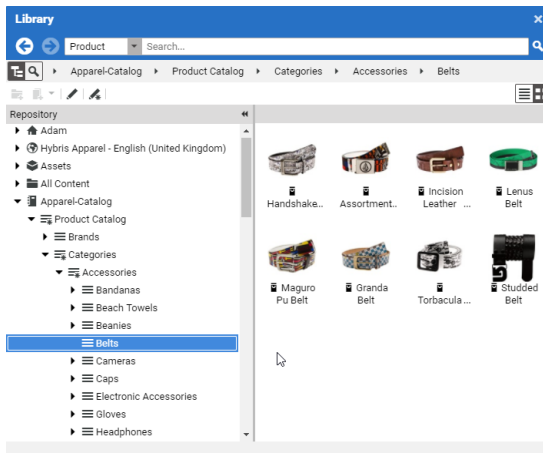 Library
Product
Search...
Apparel-Catalog
Product Catalog
Categories
Accessories
Belts
Repository
Adam
Hybris Apparel - English (United Kingdom)
Assets
All Content
Apparel-Catalog
Product Catalog
Brands
Categories
Accessories
Bandanas
Beach Towels
Beanies
Belts
Cameras
Caps
Electronic Accessories
Gloves
Headphones
Handshake...
Assortment..
Incision
Leather ...
Lenus
Belt
Maguro
Pu Belt
Granda
Belt
Torbacula...
Studded
Belt